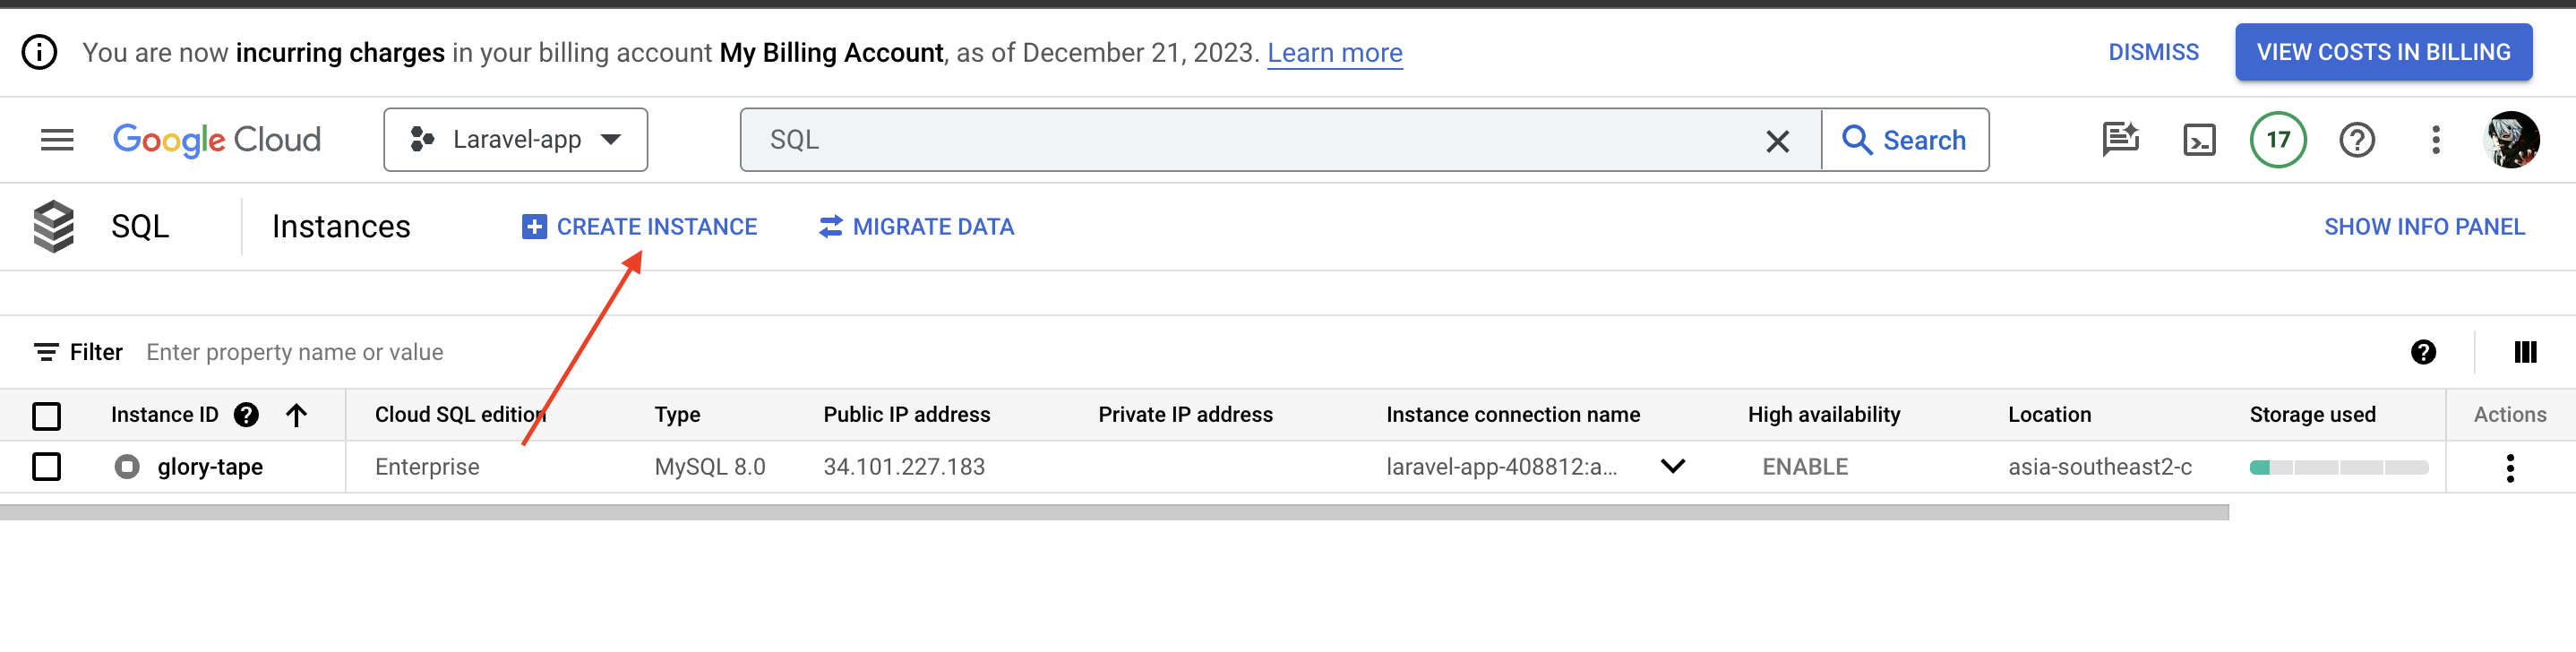 You are now incurring charges in your billing account My Billing Account, as of December 21, 2023. Learn more
DISMISS
VIEW COSTS IN BILLING
Google Cloud
Laravel-app
SQL
Search
17
SQL
Instances
CREATE INSTANCE
MIGRATE DATA
SHOW INFO PANEL
Filter
Enter property name or value
Instance ID
Cloud SQL edition
Type
Public IP address
Private IP address
Instance connection name
High availability
Location
Storage used
Actions
glory-tape
Enterprise
MySQL 8.0
34.101.227.183
laravel-app-408812:a...
ENABLE
asia-southeast2-c